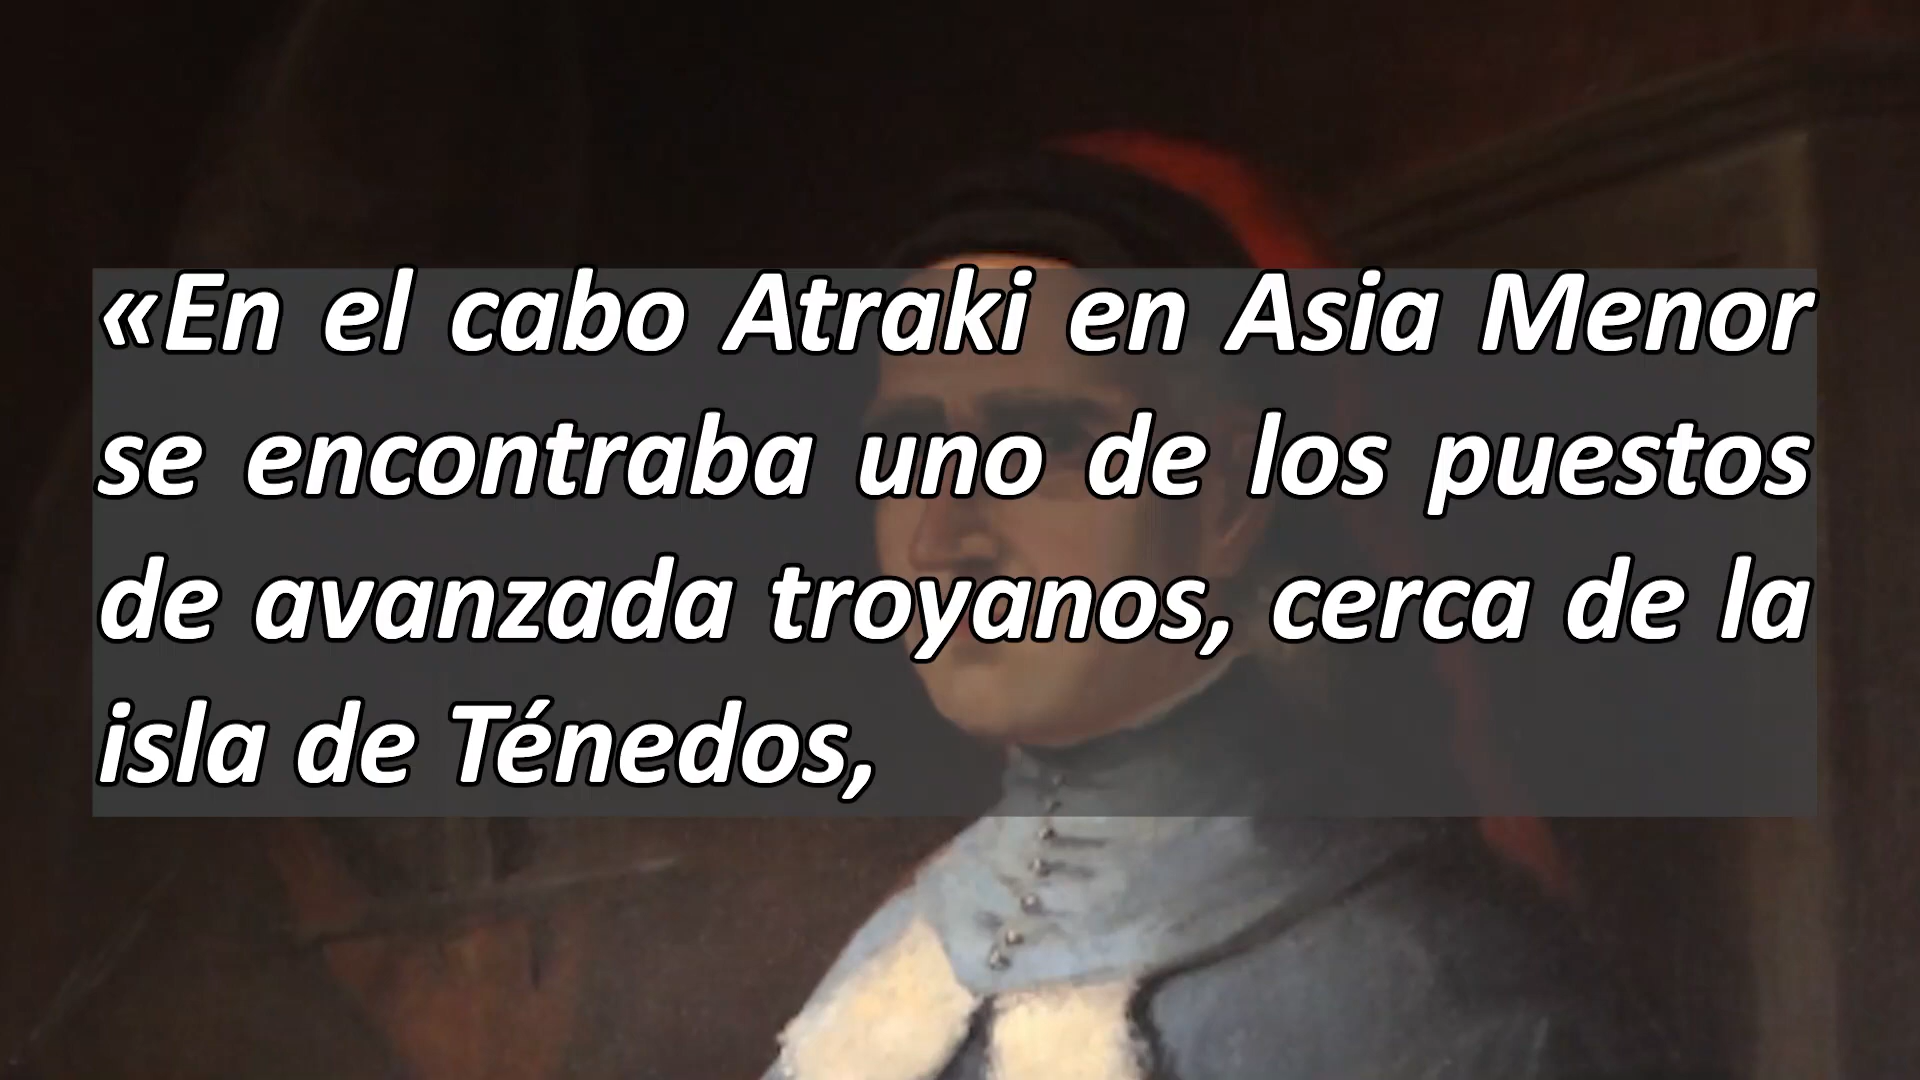 «En el cabo Atraki en Asia Menor
se encontraba uno de los puestos
de avanzada troyanos, cerca de la
isla de Ténedos,